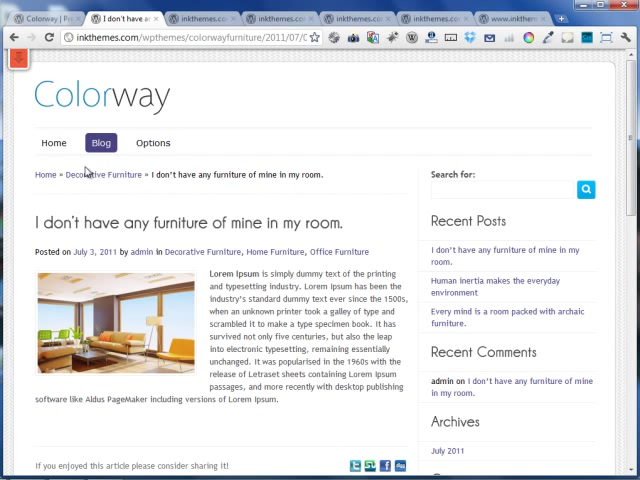 Colorway | Pr
I don't have an
inkthemes.co
inkthemes.co
inkthemes.co
inkthemes.co
www.inkthem
inkthemes.com/wpthemes/colorwayfurniture/2011/07/0
Colorway
Home
Blog
Options
Home » Decorative Furniture » I don't have any furniture of mine in my room.
I don't have any furniture of mine in my room.
Posted on July 3, 2011 by admin in Decorative Furniture, Home Furniture, Office Furniture
Lorem Ipsum is simply dummy text of the printing
and typesetting industry. Lorem Ipsum has been the
industry's standard dummy text ever since the 1500s,
when an unknown printer took a galley of type and
scrambled it to make a type specimen book. It has
survived not only five centuries, but also the leap
into electronic typesetting, remaining essentially
unchanged. It was popularised in the 1960s with the
release of Letraset sheets containing Lorem Ipsum
passages, and more recently with desktop publishing
software like Aldus PageMaker including versions of Lorem Ipsum.
If you enjoyed this article please consider sharing it!
Search for:
Recent Posts
I don't have any furniture of mine in my
room.
Human inertia makes the everyday
environment
Every mind is a room packed with archaic
furniture.
Recent Comments
admin on I don't have any furniture of mine
in my room.
Archives
July 2011